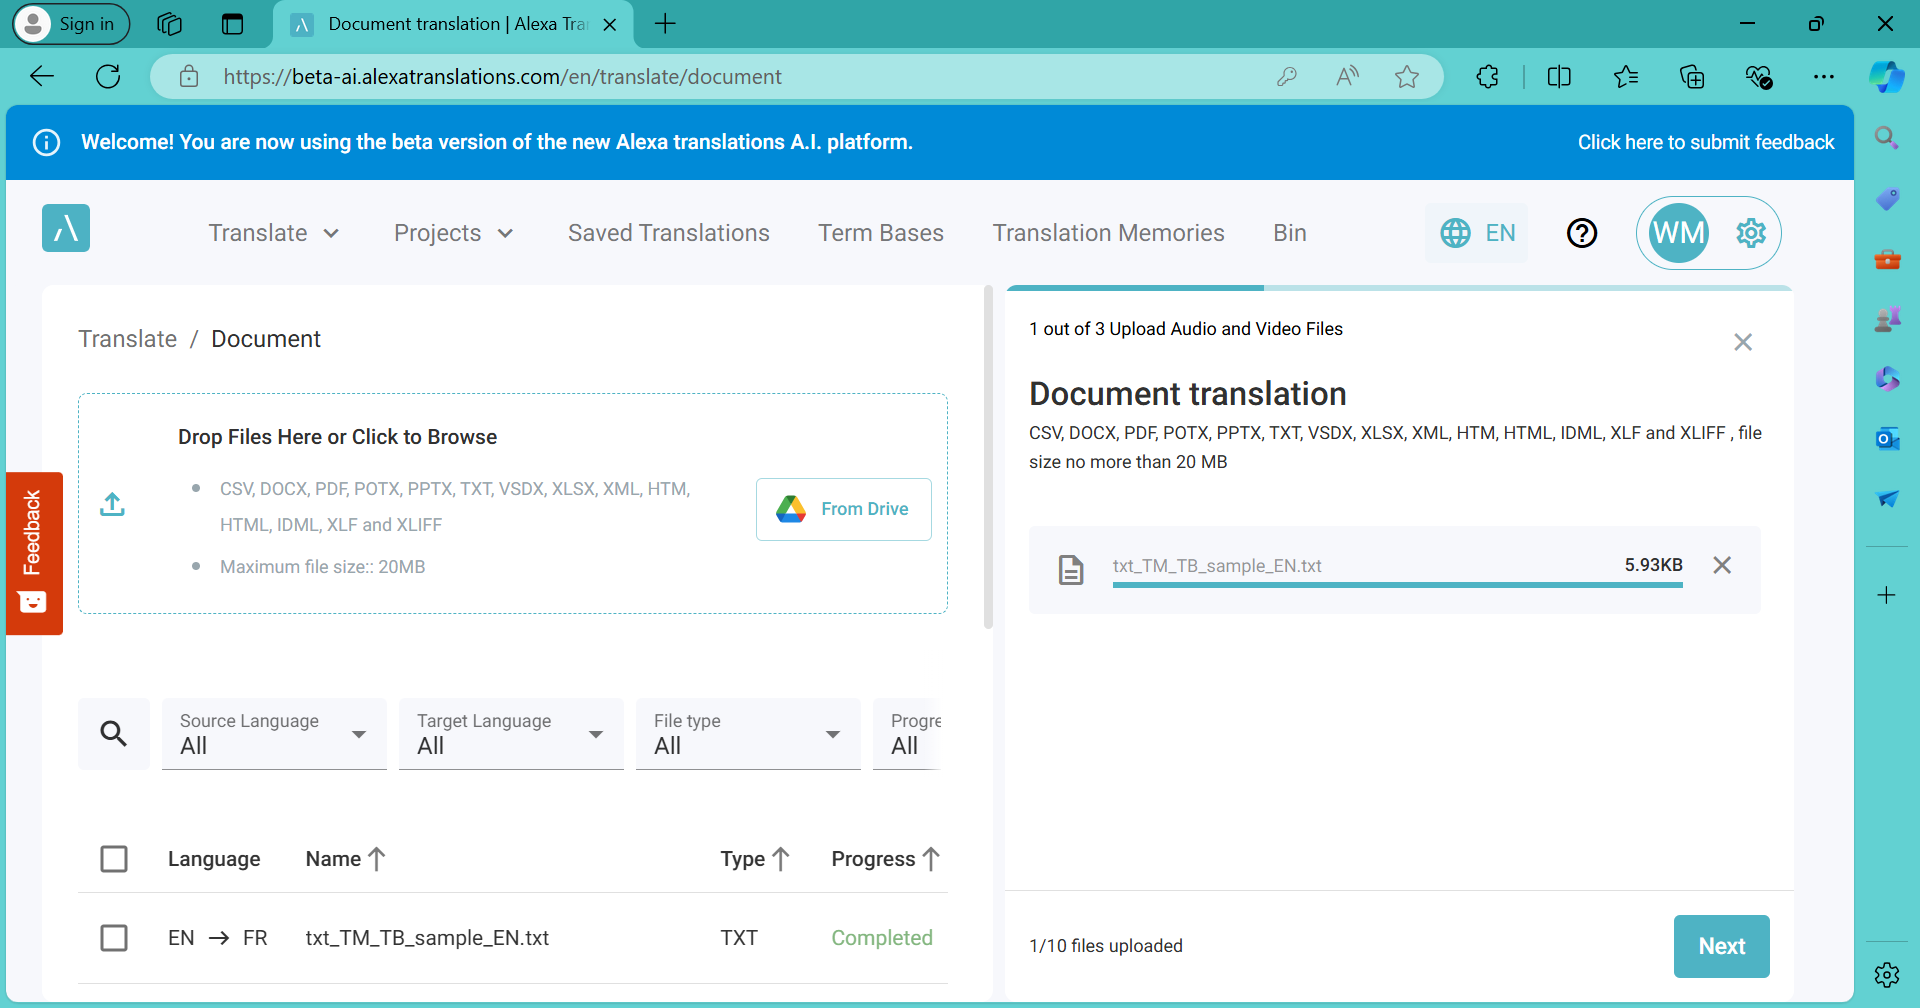 Sign in
Document translation | Alexa Tra
https://beta-ai.alexatranslations.com/en/translate/document
Welcome! You are now using the beta version of the new Alexa translations A.I. platform.
Click here to submit feedback
Translate
Projects
Saved Translations
Term Bases
Translation Memories
Bin
EN
WM
Translate / Document
Drop Files Here or Click to Browse
CSV, DOCX, PDF, POTX, PPTX, TXT, VSDX, XLSX, XML, HTM,
HTML, IDML, XLF and XLIFF
Maximum file size:: 20MB
From Drive
Feedback
Source Language
All
Target Language
All
File type
All
Progre
All
Language Name Type Progress
EN → FR txt_TM_TB_sample_EN.txt TXT Completed
1 out of 3 Upload Audio and Video Files
Document translation
CSV, DOCX, PDF, POTX, PPTX, TXT, VSDX, XLSX, XML, HTM, HTML, IDML, XLF and XLIFF , file
size no more than 20 MB
txt_TM_TB_sample_EN.txt 5.93KB
1/10 files uploaded
Next